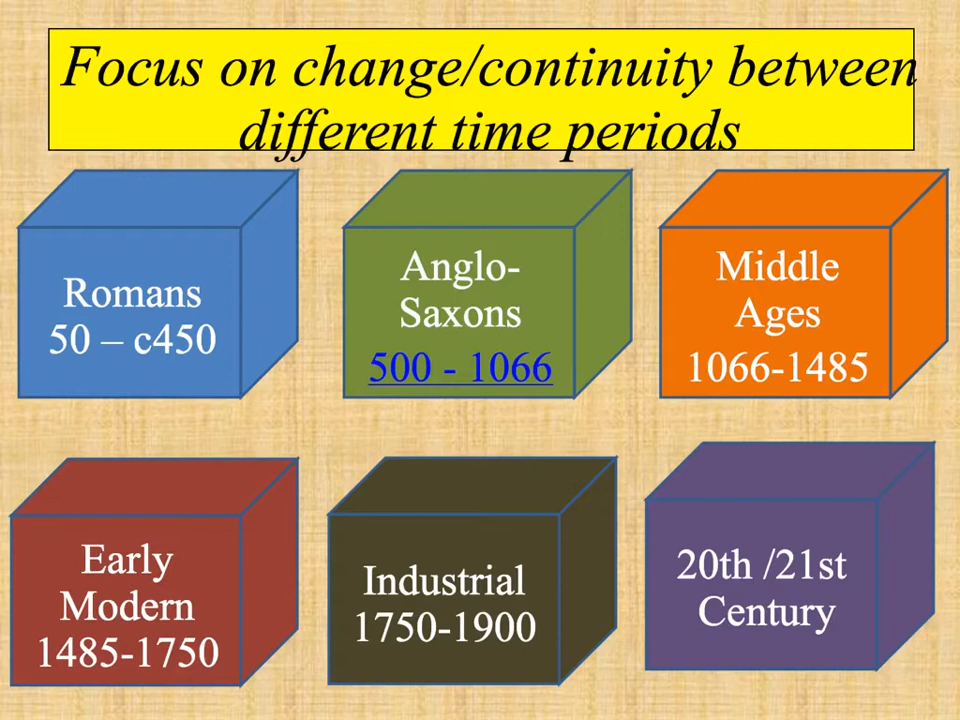 Focus on change/continuity between
different time periods
Romans
50 – c450
Anglo-
Saxons
500 - 1066
Middle
Ages
1066-1485
Early
Modern
1485-1750
Industrial
1750-1900
20th /21st
Century